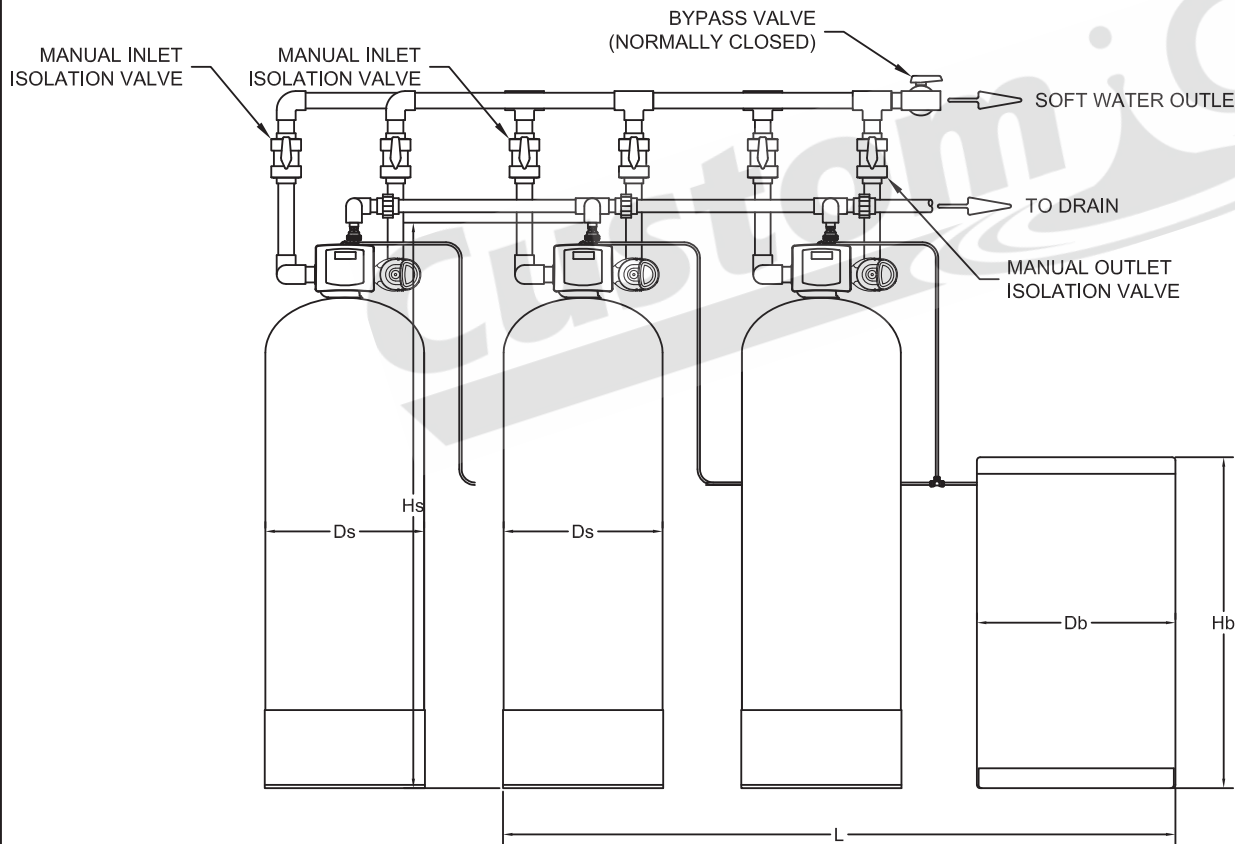 BYPASS VALVE
(NORMALLY CLOSED)
MANUAL INLET
ISOLATION VALVE
MANUAL INLET
ISOLATION VALVE
SOFT WATER OUTLE
TO DRAIN
MANUAL OUTLET
ISOLATION VALVE
Custom
C
Hs
Ds
Ds
Db
Hb
L